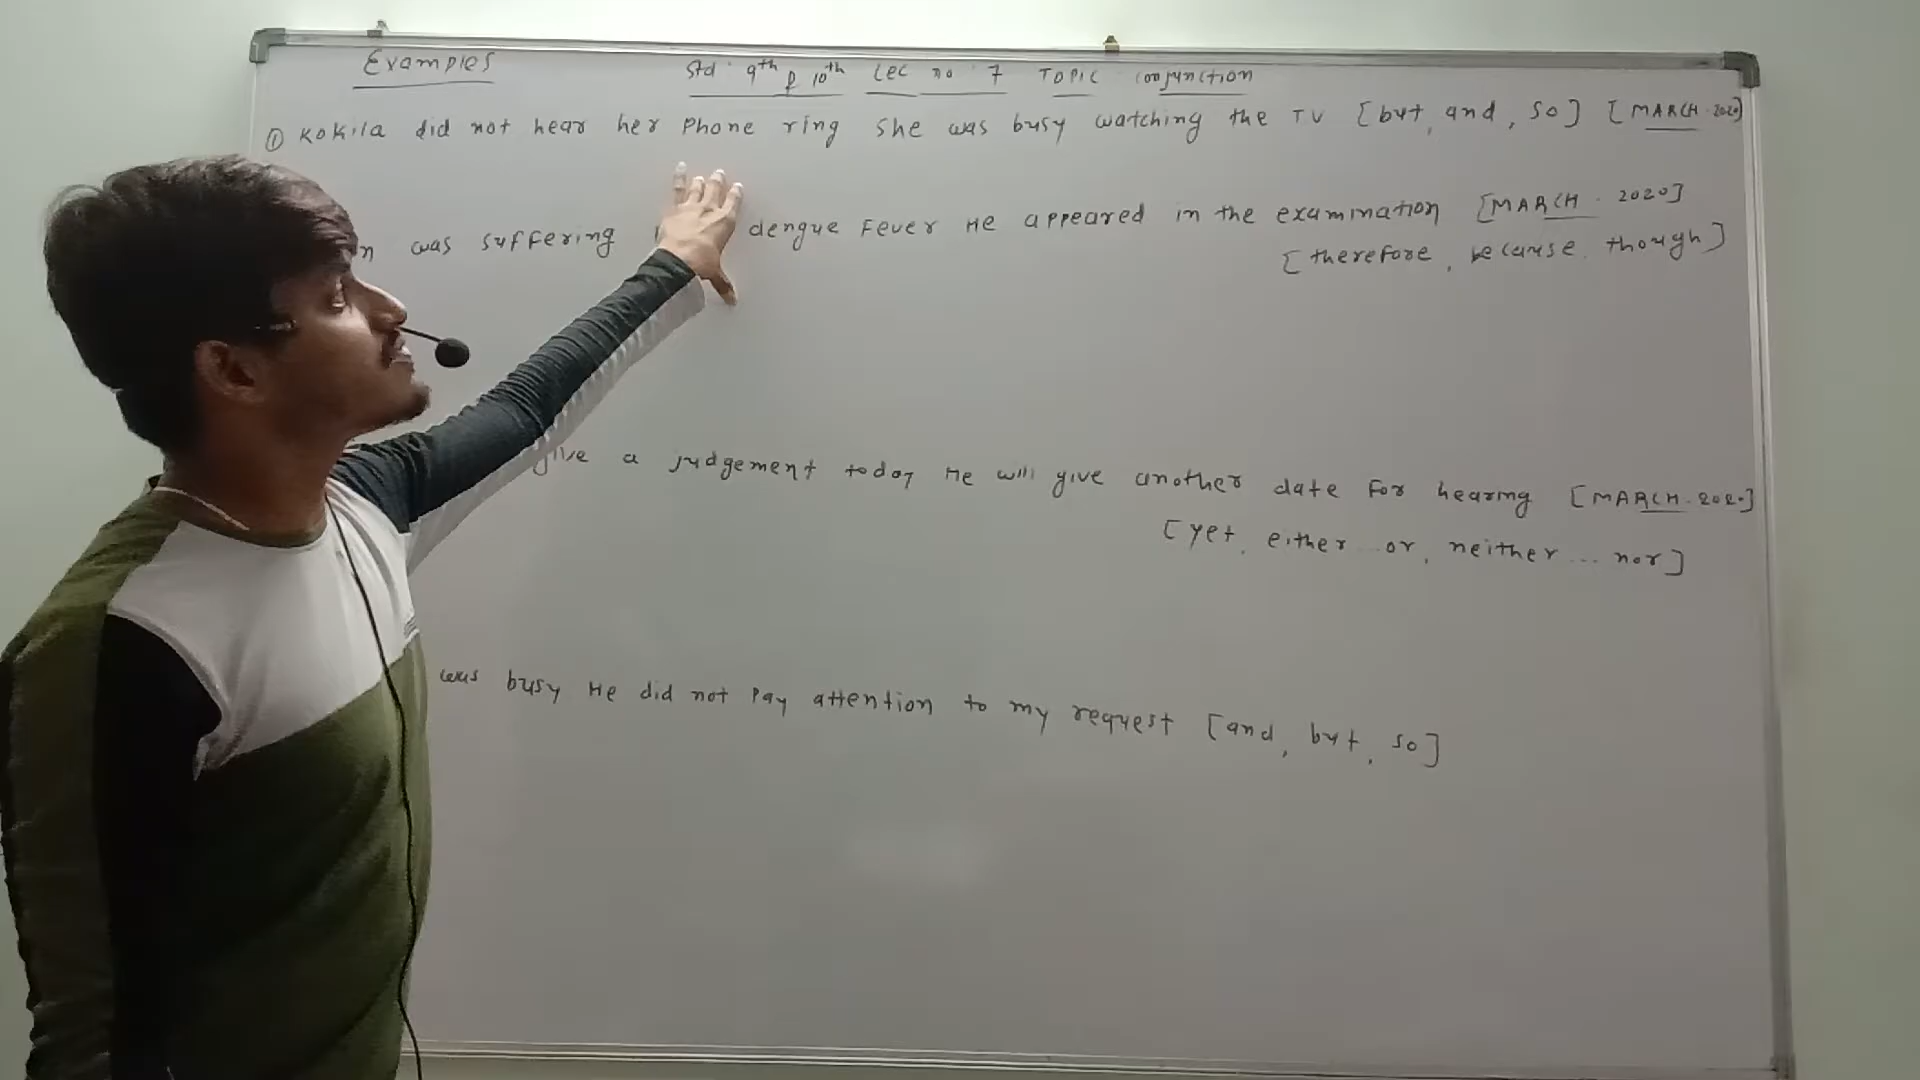 Examples
Std 9th & 10th Lec no 7 TOPIC conjunction
① Kokila did not hear her phone ring she was busy watching the TV [but, and, so] [MARCH. 2020]
was suffering dengue Fever He appeared in the examination [MARCH. 2020]
[therefore, because, though]
give a judgement today He will give another date For hearing [MARCH. 2020]
[yet, either...or, neither... nor]
was busy He did not pay attention to my request [and, but, so]